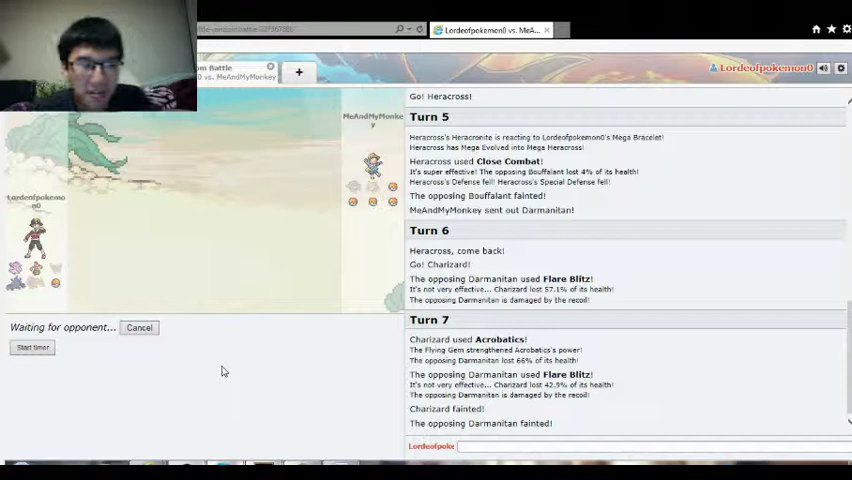 Lordeofpokemon0 vs. MeA...
om Battle
0 vs. MeAndMyMonkey
+
Lordeofpokemon0
Go! Heracross!
Turn 5
Heracross's Heracronite is reacting to Lordeofpokemon0's Mega Bracelet!
Heracross has Mega Evolved into Mega Heracross!
Heracross used Close Combat!
It's super effective! The opposing Bouffalant lost 4% of its health!
Heracross's Defense fell! Heracross's Special Defense fell!
The opposing Bouffalant fainted!
MeAndMyMonkey sent out Darmanitan!
Turn 6
Heracross, come back!
Go! Charizard!
The opposing Darmanitan used Flare Blitz!
It's not very effective... Charizard lost 57.1% of its health!
The opposing Darmanitan is damaged by the recoil!
Turn 7
Charizard used Acrobatics!
The Flying Gem strengthened Acrobatics's power!
The opposing Darmanitan lost 66% of its health!
The opposing Darmanitan used Flare Blitz!
It's not very effective... Charizard lost 42.9% of its health!
The opposing Darmanitan is damaged by the recoil!
Charizard fainted!
The opposing Darmanitan fainted!
Lordeofpoke
MeAndMyMonke
y
Lordeofpokemo
n0
Waiting for opponent... Cancel
Start timer